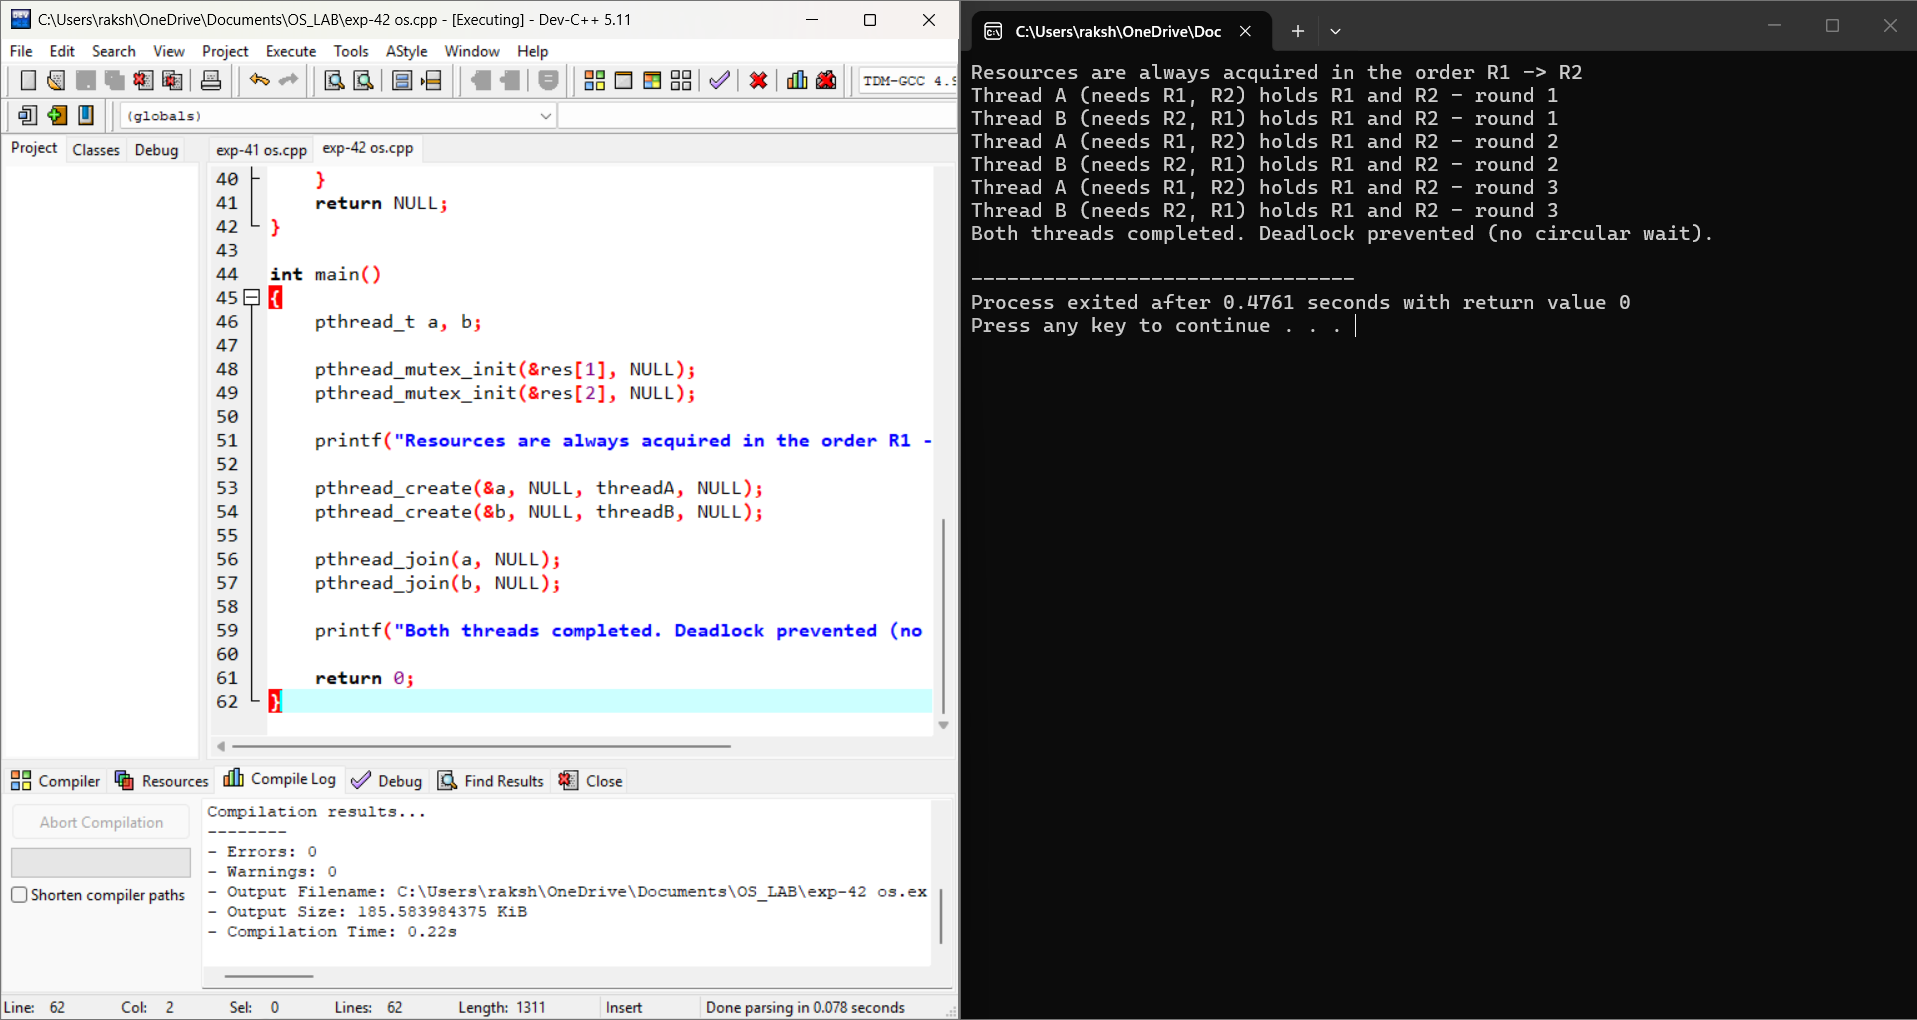 C:\Users\raksh\OneDrive\Documents\OS_LAB\exp-42 os.cpp - [Executing] - Dev-C++ 5.11
File Edit Search View Project Execute Tools AStyle Window Help
TDM-GCC 4.9
(globals)
Project Classes Debug
exp-41 os.cpp exp-42 os.cpp
40 }
41 return NULL;
42 }
43
44 int main()
45 {
46 pthread_t a, b;
47
48 pthread_mutex_init(&res[1], NULL);
49 pthread_mutex_init(&res[2], NULL);
50
51 printf("Resources are always acquired in the order R1 -
52
53 pthread_create(&a, NULL, threadA, NULL);
54 pthread_create(&b, NULL, threadB, NULL);
55
56 pthread_join(a, NULL);
57 pthread_join(b, NULL);
58
59 printf("Both threads completed. Deadlock prevented (no
60
61 return 0;
62 }
Compiler Resources Compile Log Debug Find Results Close
Abort Compilation
Shorten compiler paths
Compilation results...
--------
- Errors: 0
- Warnings: 0
- Output Filename: C:\Users\raksh\OneDrive\Documents\OS_LAB\exp-42 os.ex
- Output Size: 185.583984375 KiB
- Compilation Time: 0.22s
Line: 62 Col: 2 Sel: 0 Lines: 62 Length: 1311 Insert Done parsing in 0.078 seconds
C:\Users\raksh\OneDrive\Doc
Resources are always acquired in the order R1 -> R2
Thread A (needs R1, R2) holds R1 and R2 - round 1
Thread B (needs R2, R1) holds R1 and R2 - round 1
Thread A (needs R1, R2) holds R1 and R2 - round 2
Thread B (needs R2, R1) holds R1 and R2 - round 2
Thread A (needs R1, R2) holds R1 and R2 - round 3
Thread B (needs R2, R1) holds R1 and R2 - round 3
Both threads completed. Deadlock prevented (no circular wait).
--------------------------------
Process exited after 0.4761 seconds with return value 0
Press any key to continue . . .